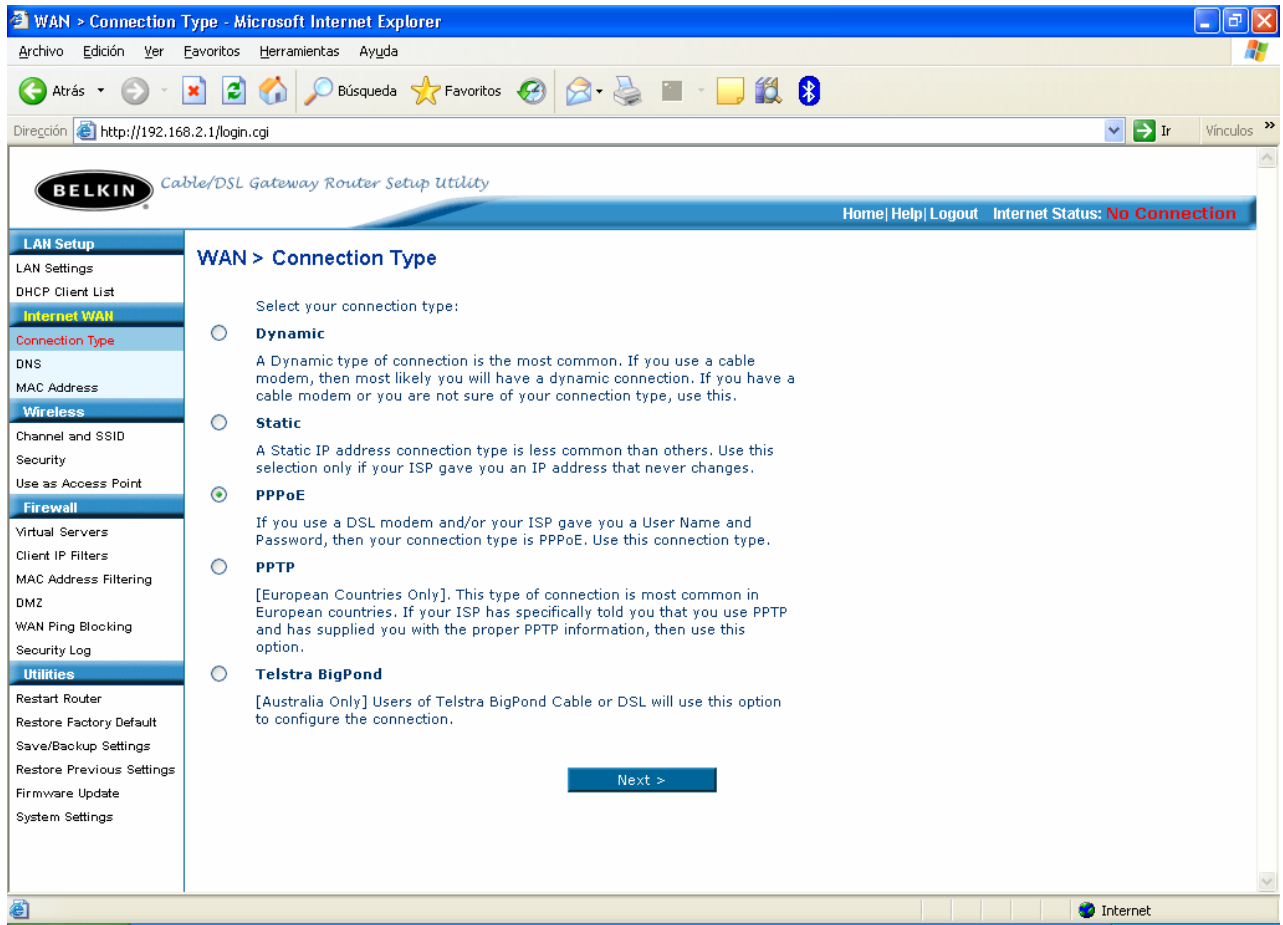 WAN > Connection Type - Microsoft Internet Explorer
Archivo Edición Ver Favoritos Herramientas Ayuda
Atrás Búsqueda Favoritos
Dirección http://192.168.2.1/login.cgi Ir Vínculos »
BELKIN Cable/DSL Gateway Router Setup Utility
Home| Help| Logout Internet Status: No Connection
LAN Setup
LAN Settings
DHCP Client List
Internet WAN
Connection Type
DNS
MAC Address
Wireless
Channel and SSID
Security
Use as Access Point
Firewall
Virtual Servers
Client IP Filters
MAC Address Filtering
DMZ
WAN Ping Blocking
Security Log
Utilities
Restart Router
Restore Factory Default
Save/Backup Settings
Restore Previous Settings
Firmware Update
System Settings
WAN > Connection Type
Select your connection type:
Dynamic
A Dynamic type of connection is the most common. If you use a cable
modem, then most likely you will have a dynamic connection. If you have a
cable modem or you are not sure of your connection type, use this.
Static
A Static IP address connection type is less common than others. Use this
selection only if your ISP gave you an IP address that never changes.
PPPoE
If you use a DSL modem and/or your ISP gave you a User Name and
Password, then your connection type is PPPoE. Use this connection type.
PPTP
[European Countries Only]. This type of connection is most common in
European countries. If your ISP has specifically told you that you use PPTP
and has supplied you with the proper PPTP information, then use this
option.
Telstra BigPond
[Australia Only] Users of Telstra BigPond Cable or DSL will use this option
to configure the connection.
Next >
Internet